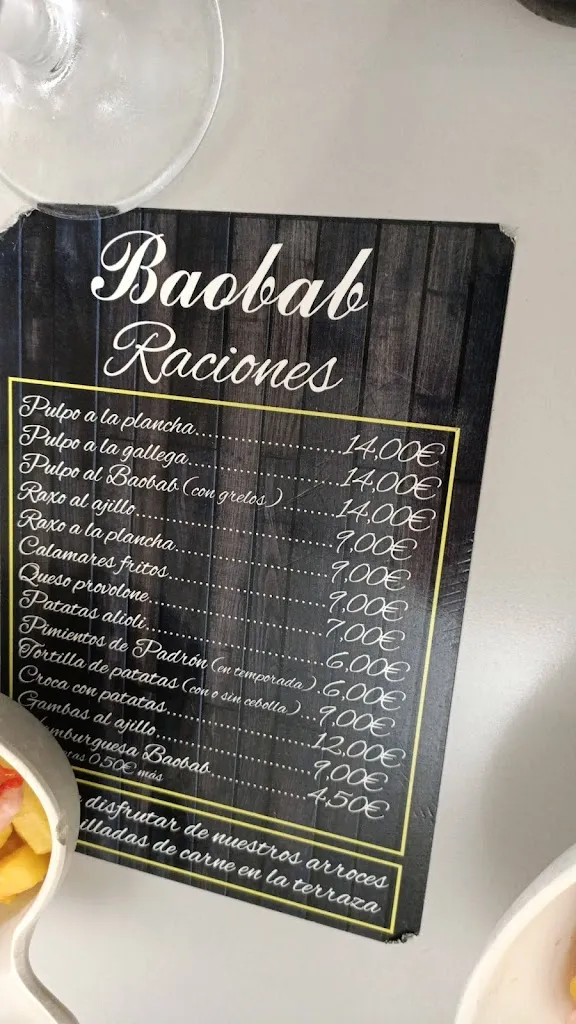 Baobab
Raciones
Pulpo a la plancha..........................14,00€
Pulpo a la gallega..........................14,00€
Pulpo al Baobab (con grelos)..........14,00€
Raxo al ajillo..........................9,00€
Raxo a la plancha..........................9,00€
Calamares fritos..........................9,00€
Queso provolone..........................7,00€
Patatas alioli..........................6,00€
Pimientos de Padrón (en temporada).6,00€
Tortilla de patatas (con o sin cebolla)...9,00€
Croca con patatas..........................12,00€
Gambas al ajillo..........................9,00€
Hamburguesa Baobab....................4,50€
0,50€ más
disfrutar de nuestros arroces
de carne en la terraza